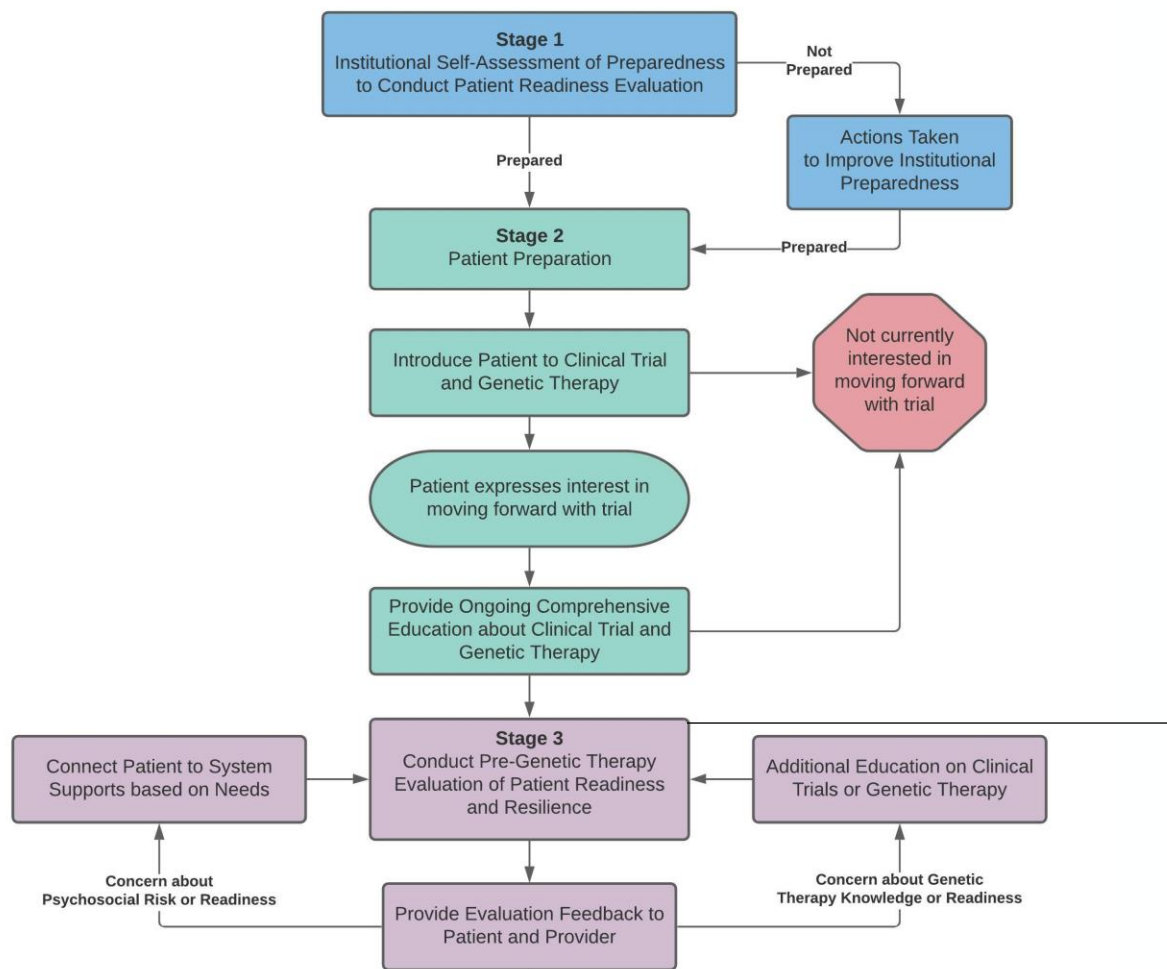 Stage 1
Institutional Self-Assessment of Preparedness
to Conduct Patient Readiness Evaluation
Not
Prepared
Actions Taken
to Improve Institutional
Preparedness
Prepared
Prepared
Stage 2
Patient Preparation
Introduce Patient to Clinical Trial
and Genetic Therapy
Not currently
interested in
moving forward
with trial
Patient expresses interest in
moving forward with trial
Provide Ongoing Comprehensive
Education about Clinical Trial and
Genetic Therapy
Stage 3
Conduct Pre-Genetic Therapy
Evaluation of Patient Readiness
and Resilience
Connect Patient to System
Supports based on Needs
Additional Education on Clinical
Trials or Genetic Therapy
Concern about
Psychosocial Risk or Readiness
Concern about Genetic
Therapy Knowledge or Readiness
Provide Evaluation Feedback to
Patient and Provider